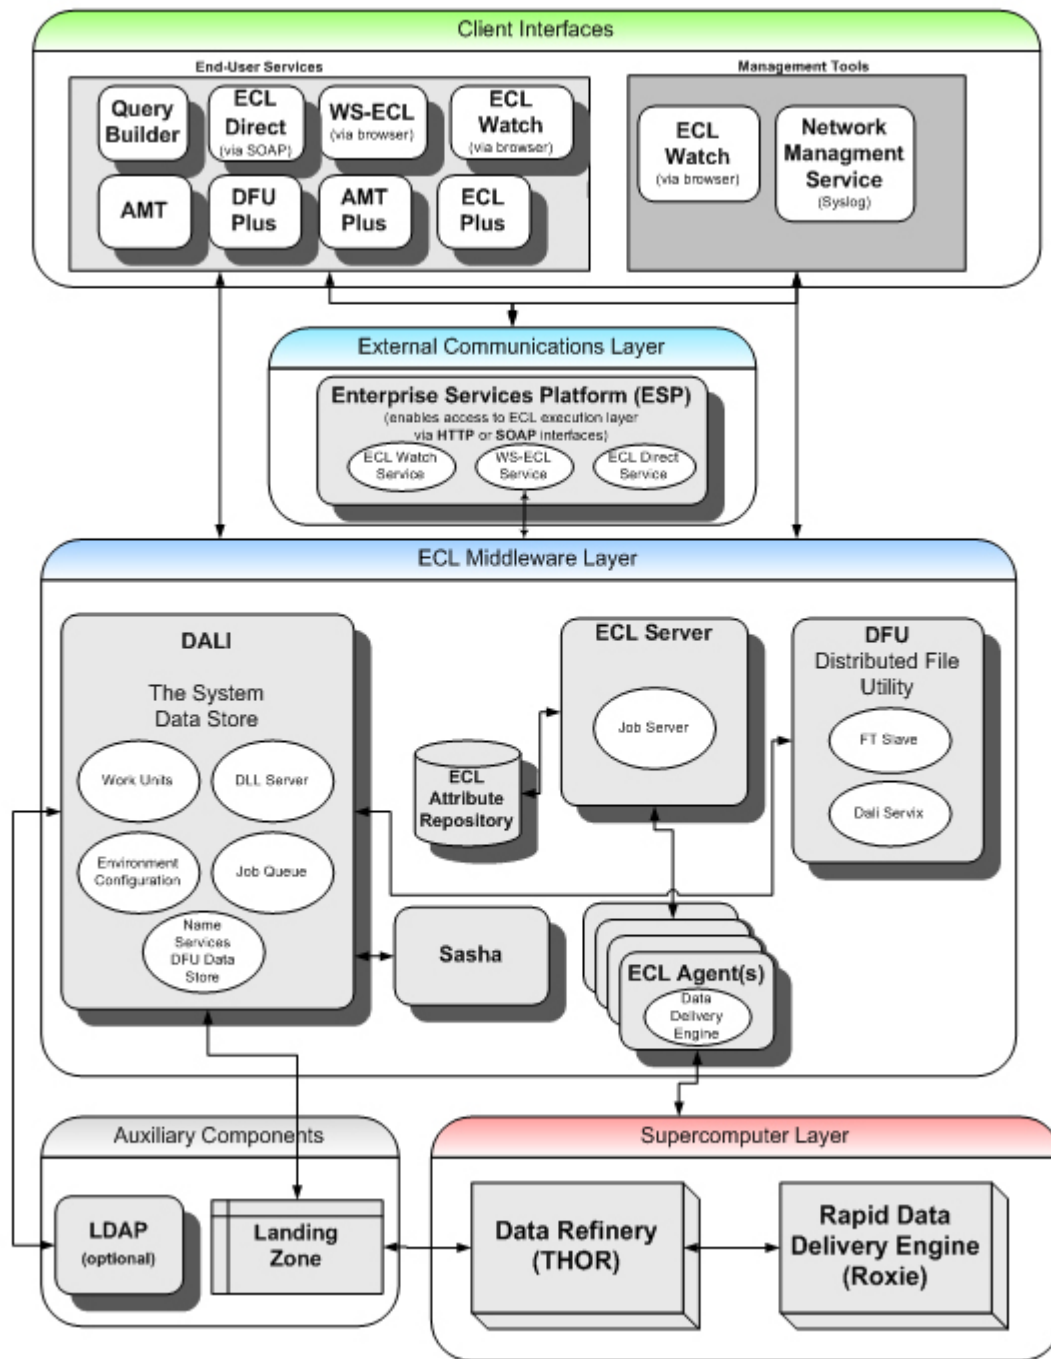 Client Interfaces
End-User Services
Management Tools
Query
Builder
ECL
Direct
(via SOAP)
WS-ECL
(via browser)
ECL
Watch
(via browser)
AMT
DFU
Plus
AMT
Plus
ECL
Plus
ECL
Watch
(via browser)
Network
Managment
Service
(Syslog)
External Communications Layer
Enterprise Services Platform (ESP)
(enables access to ECL execution layer
via HTTP or SOAP interfaces)
ECL Watch
Service
WS-ECL
Service
ECL Direct
Service
ECL Middleware Layer
DALI
The System
Data Store
Work Units
DLL Server
Environment
Configuration
Job Queue
Name
Services
DFU Data
Store
ECL Server
Job Server
ECL
Attribute
Repository
DFU
Distributed File
Utility
FT Slave
Dali Servix
Sasha
ECL Agent(s)
Data
Delivery
Engine
Auxiliary Components
LDAP
(optional)
Landing
Zone
Supercomputer Layer
Data Refinery
(THOR)
Rapid Data
Delivery Engine
(Roxie)